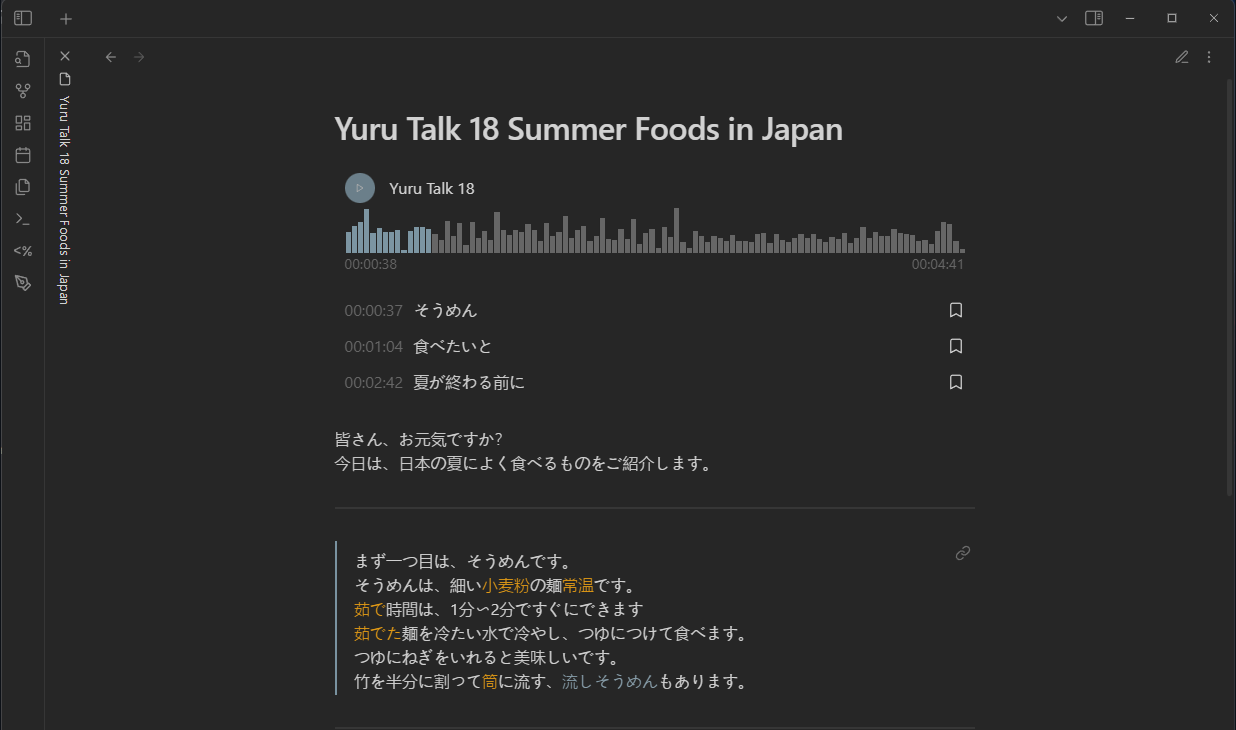 Yuru Talk 18 Summer Foods in Japan
<%
Yuru Talk 18 Summer Foods in Japan
Yuru Talk 18
00:00:38
00:04:41
00:00:37 そうめん
00:01:04 食べたいと
00:02:42 夏が終わる前に
皆さん、お元気ですか?
今日は、日本の夏によく食べるものをご紹介します。
まず一つ目は、そうめんです。
そうめんは、細い小麦粉の麺常温です。
茹で時間は、1分〜2分ですぐにできます
茹でた麺を冷たい水で冷やし、つゆにつけて食べます。
つゆにねぎをいれると美味しいです。
竹を半分に割つて筒に流す、流しそうめんもあります。